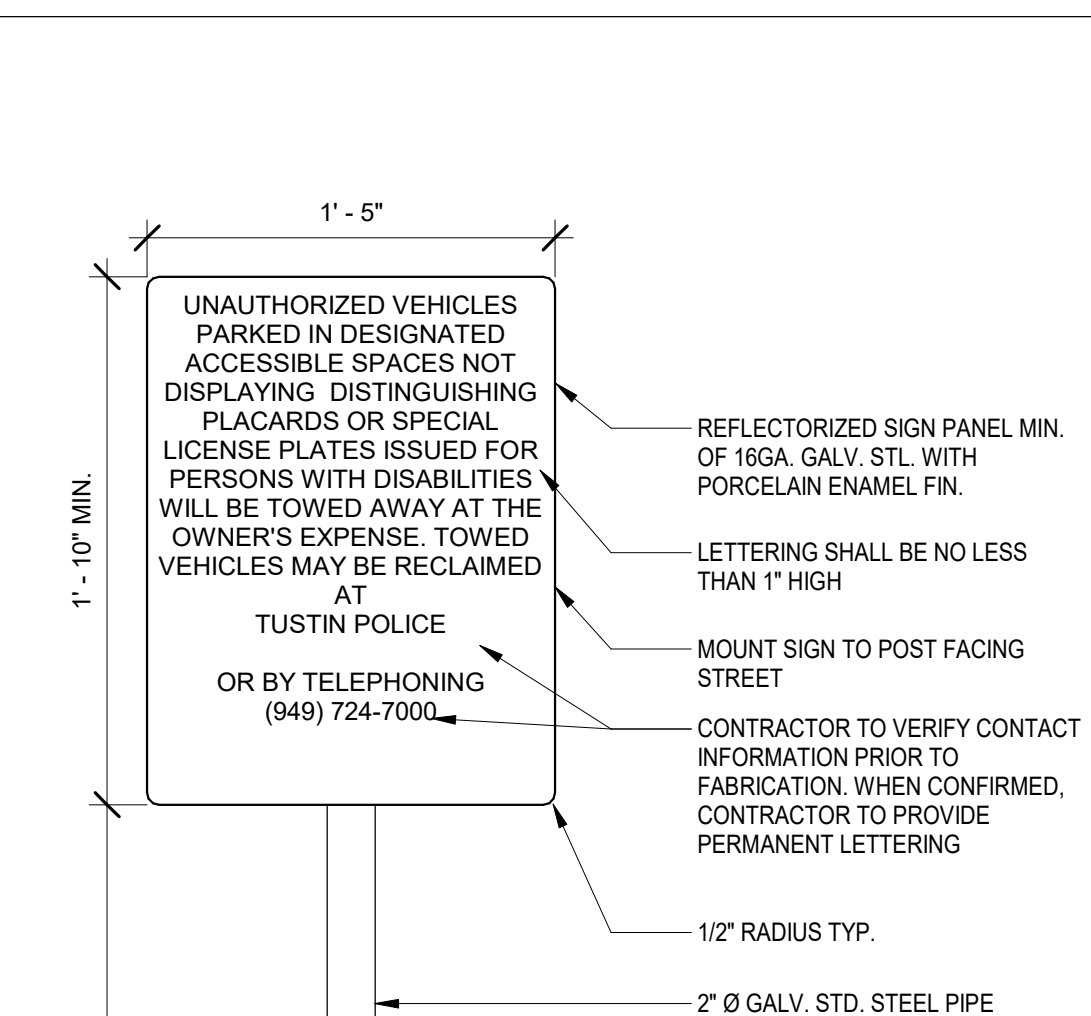 1' - 5"
1' - 10" MIN.
UNAUTHORIZED VEHICLES
PARKED IN DESIGNATED
ACCESSIBLE SPACES NOT
DISPLAYING  DISTINGUISHING
PLACARDS OR SPECIAL
LICENSE PLATES ISSUED FOR
PERSONS WITH DISABILITIES
WILL BE TOWED AWAY AT THE
OWNER'S EXPENSE. TOWED
VEHICLES MAY BE RECLAIMED
AT
TUSTIN POLICE
OR BY TELEPHONING
(949) 724-7000
REFLECTORIZED SIGN PANEL MIN.
OF 16GA. GALV. STL. WITH
PORCELAIN ENAMEL FIN.
LETTERING SHALL BE NO LESS
THAN 1" HIGH
MOUNT SIGN TO POST FACING
STREET
CONTRACTOR TO VERIFY CONTACT
INFORMATION PRIOR TO
FABRICATION. WHEN CONFIRMED,
CONTRACTOR TO PROVIDE
PERMANENT LETTERING
1/2" RADIUS TYP.
2" Ø GALV. STD. STEEL PIPE